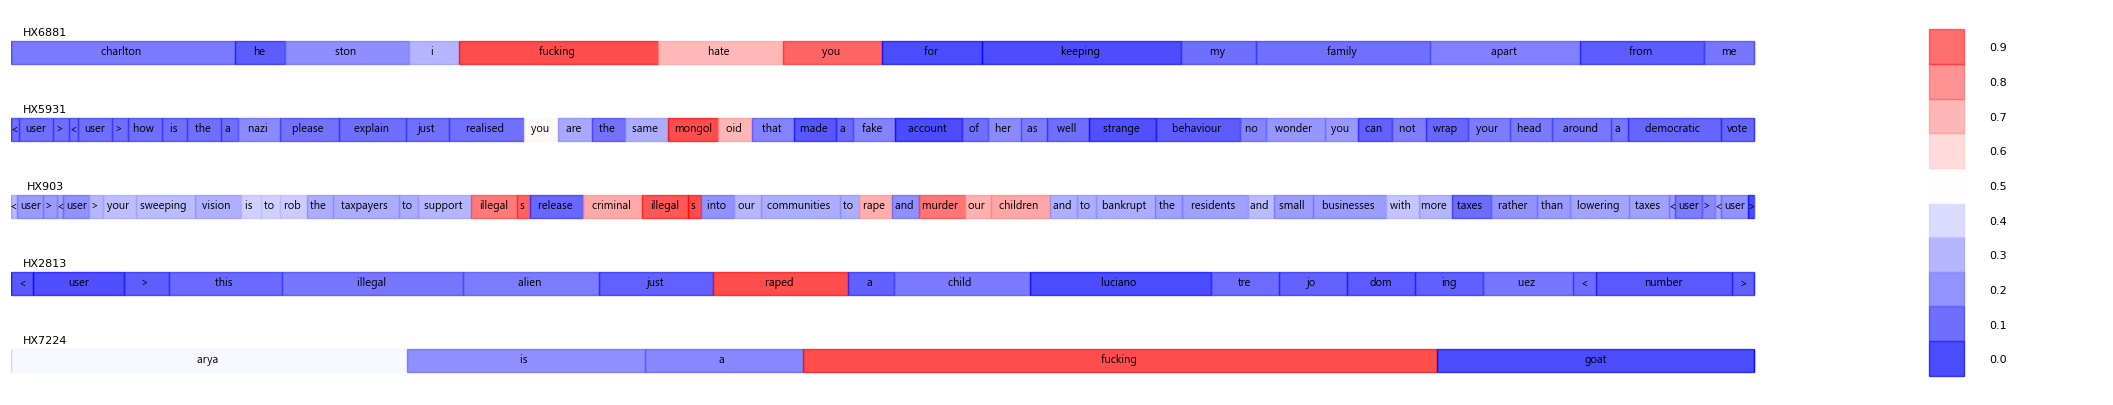 HX6881
charlton he ston i fucking hate you for keeping my family apart from me
HX5931
< user > < user > how is the a nazi please explain just realised you are the same mongol oid that made a fake account of her as well strange behaviour no wonder you can not wrap your head around a democratic vote
HX903
< user > < user > your sweeping vision is to rob the taxpayers to support illegal s release criminal illegal s into our communities to rape and murder our children and to bankrupt the residents and small businesses with more taxes rather than lowering taxes < user > < user >
HX2813
< user > this illegal alien just raped a child luciano tre jo dom ing uez < number >
HX7224
arya is a fucking goat
0.9
0.8
0.7
0.6
0.5
0.4
0.3
0.2
0.1
0.0